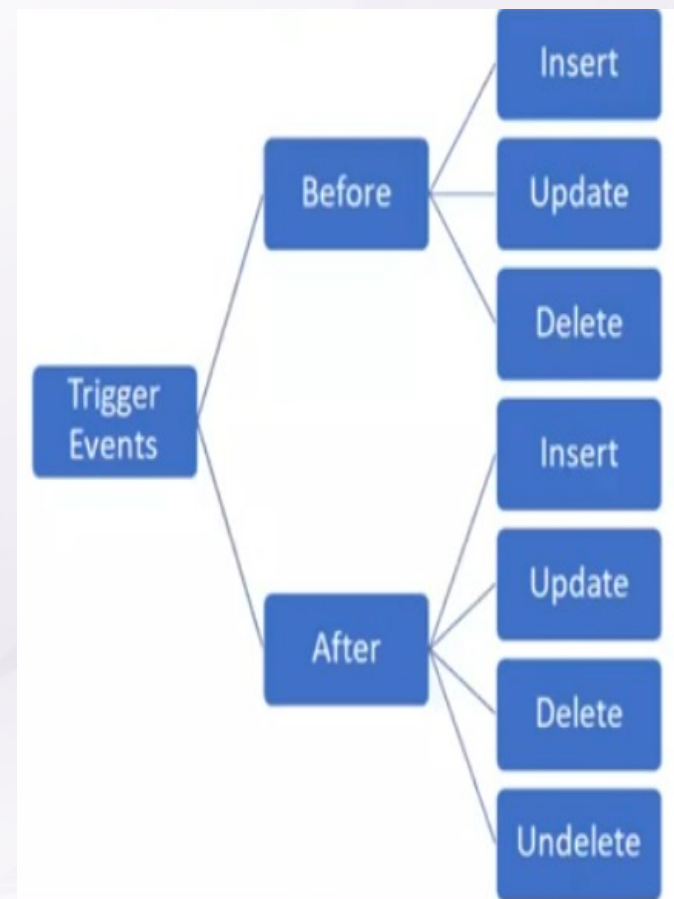 Trigger
Events
Before
Insert
Update
Delete
After
Insert
Update
Delete
Undelete